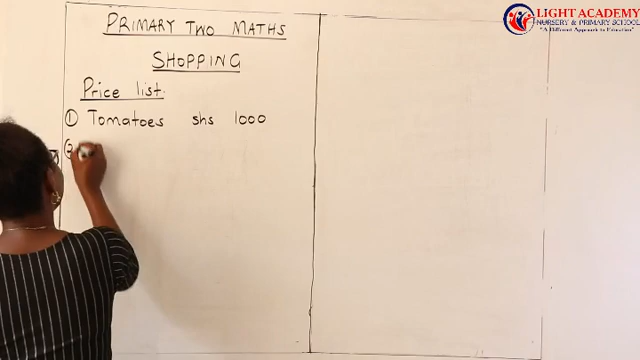 PRIMARY TWO MATHS
SHOPPING
Price list.
① Tomatoes shs 1000
LIGHT ACADEMY
NURSERY & PRIMARY SCHOOL
"A Different Approach to Education"